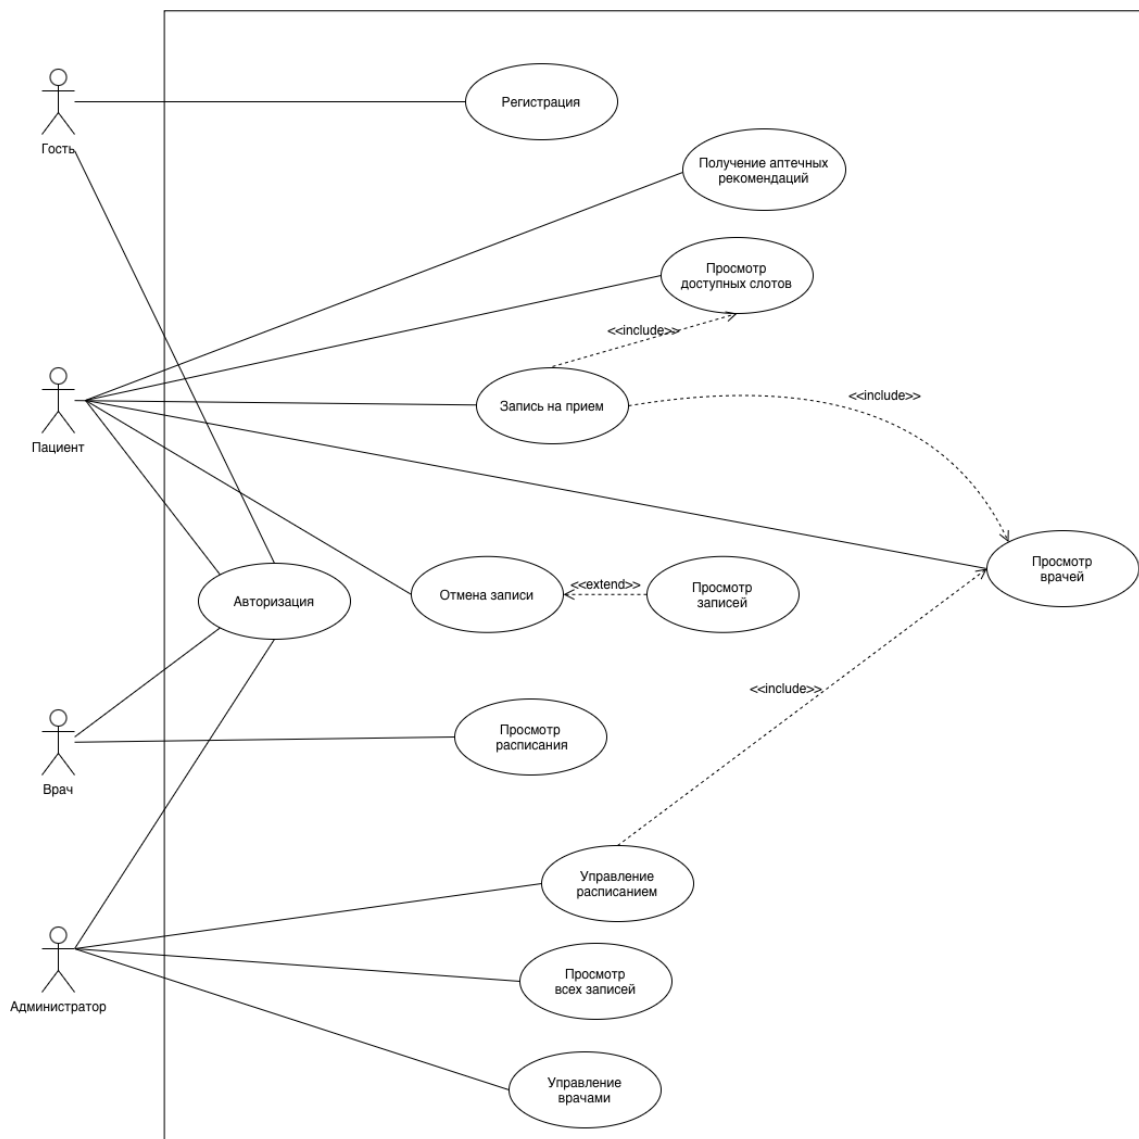 Регистрация
Гость
Получение аптечных
рекомендаций
Просмотр
доступных слотов
<<include>>
Запись на прием
<<include>>
Пациент
Просмотр
врачей
Авторизация
Отмена записи
<<extend>>
Просмотр
записей
<<include>>
Просмотр
расписания
Врач
Управление
расписанием
Просмотр
всех записей
Администратор
Управление
врачами